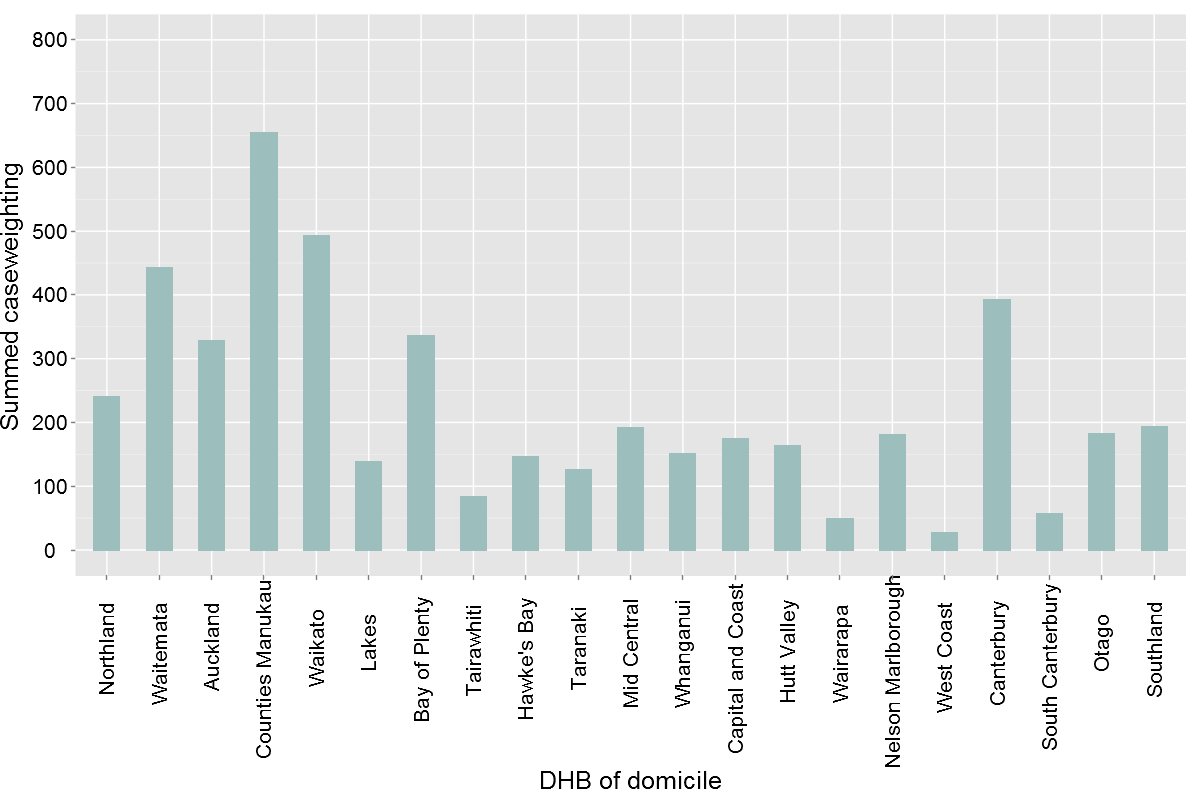 800
700
600
500
400
300
200
100
0
Summed caseweighting
Northland
Waitemata
Auckland
Counties Manukau
Waikato
Lakes
Bay of Plenty
Tairawhiti
Hawke's Bay
Taranaki
Mid Central
Whanganui
Capital and Coast
Hutt Valley
Wairarapa
Nelson Marlborough
West Coast
Canterbury
South Canterbury
Otago
Southland
DHB of domicile